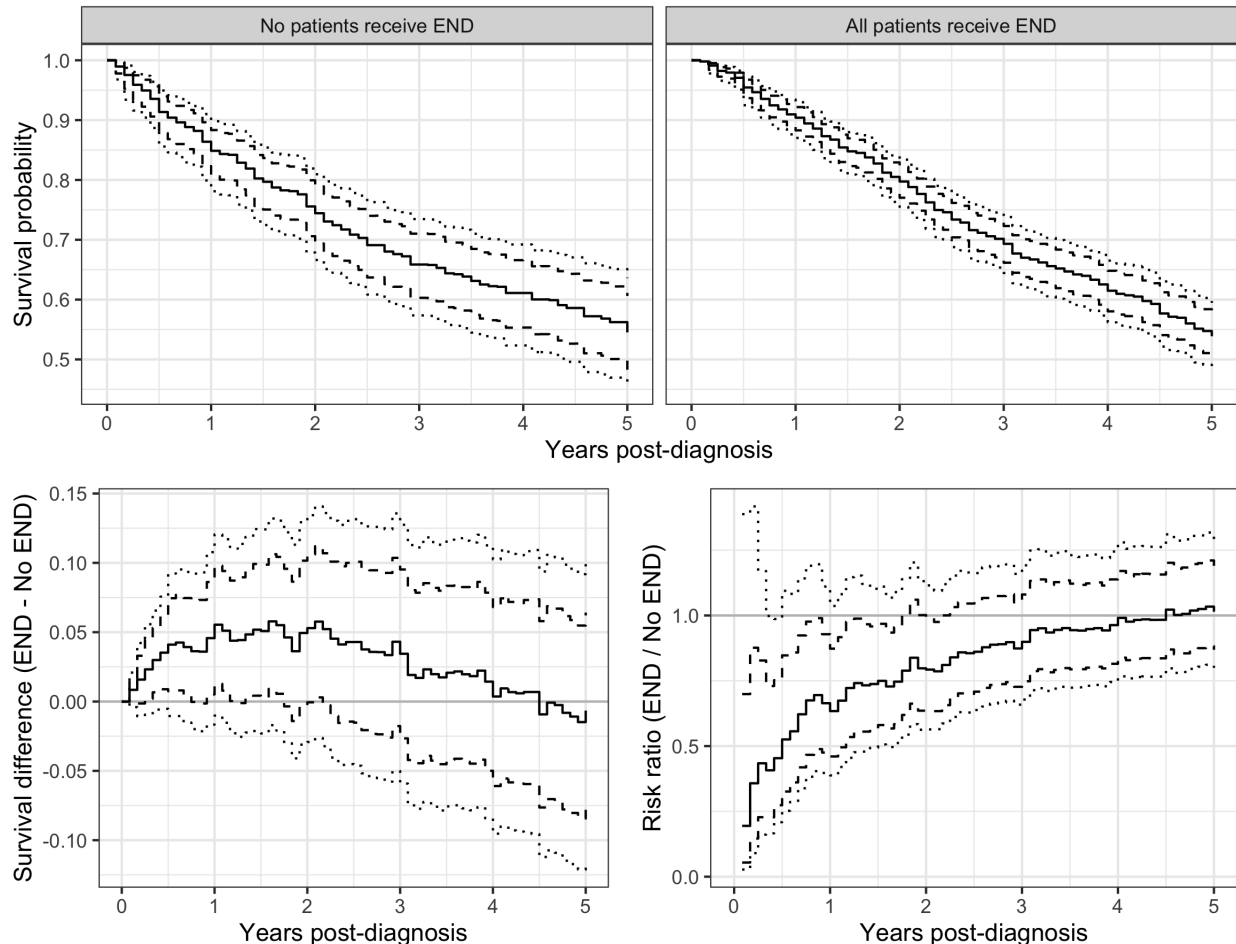 No patients receive END
All patients receive END
Survival probability
1.0
0.9
0.8
0.7
0.6
0.5
0 1 2 3 4 5
0 1 2 3 4 5
Years post-diagnosis
Survival difference (END - No END)
0.15
0.10
0.05
0.00
-0.05
-0.10
0 1 2 3 4 5
Years post-diagnosis
Risk ratio (END / No END)
1.0
0.5
0.0
0 1 2 3 4 5
Years post-diagnosis